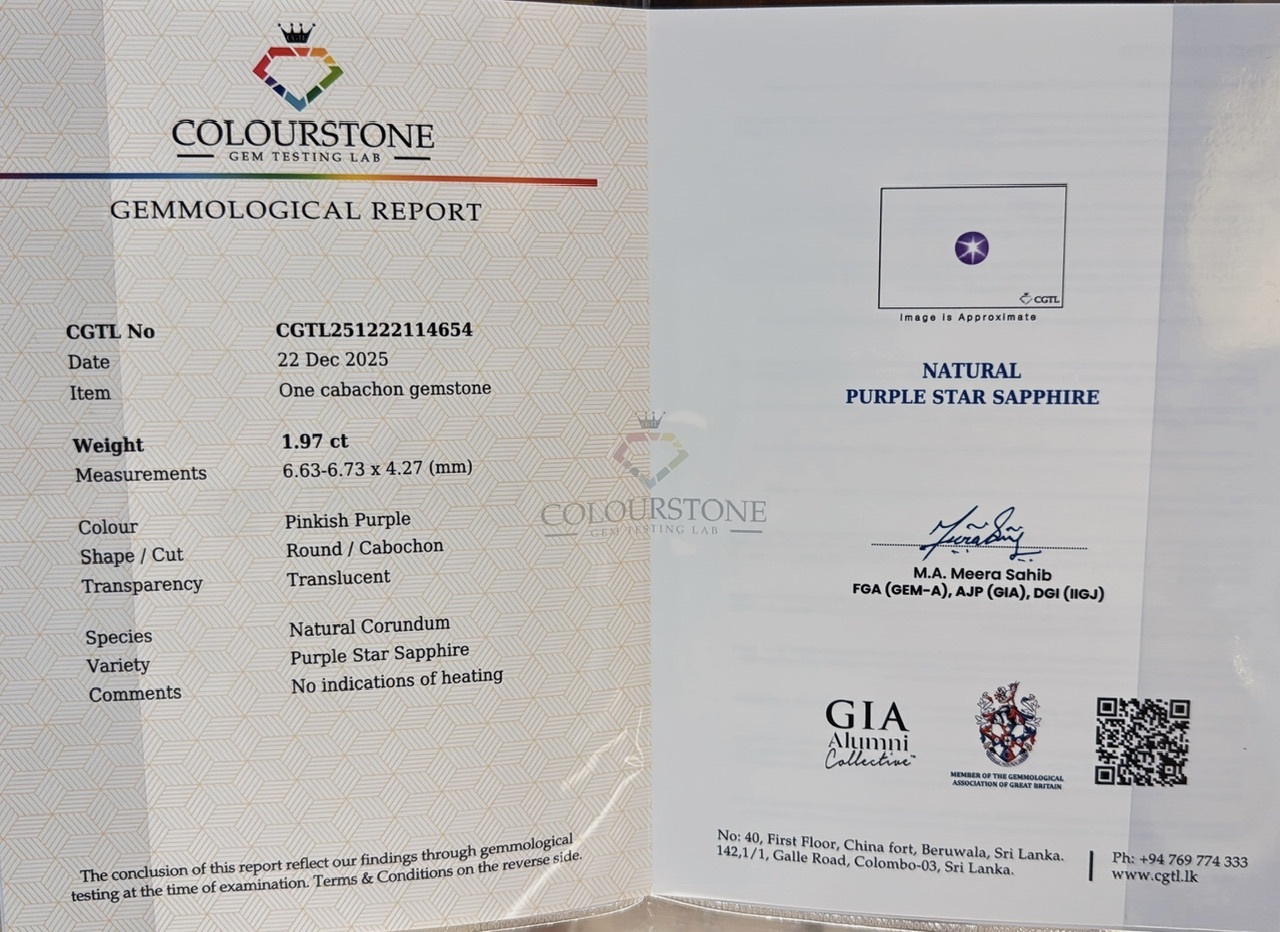 CGTL
COLOURSTONE
GEM TESTING LAB
GEMMOLOGICAL REPORT
CGTL No CGTL251222114654
Date 22 Dec 2025
Item One cabachon gemstone
Weight 1.97 ct
Measurements 6.63-6.73 x 4.27 (mm)
Colour Pinkish Purple
Shape / Cut Round / Cabochon
Transparency Translucent
Species Natural Corundum
Variety Purple Star Sapphire
Comments No indications of heating
The conclusion of this report reflect our findings through gemmological
testing at the time of examination. Terms & Conditions on the reverse side.
COLOURSTONE
GEM TESTING LAB
CGTL
Image is Approximate
NATURAL
PURPLE STAR SAPPHIRE
M.A. Meera Sahib
FGA (GEM-A), AJP (GIA), DGI (IIGJ)
GIA
Alumni
Collective™
MEMBER OF THE GEMMOLOGICAL
ASSOCIATION OF GREAT BRITAIN
No: 40, First Floor, China fort, Beruwala, Sri Lanka.
142,1/1, Galle Road, Colombo-03, Sri Lanka.
Ph: +94 769 774 333
www.cgtl.lk